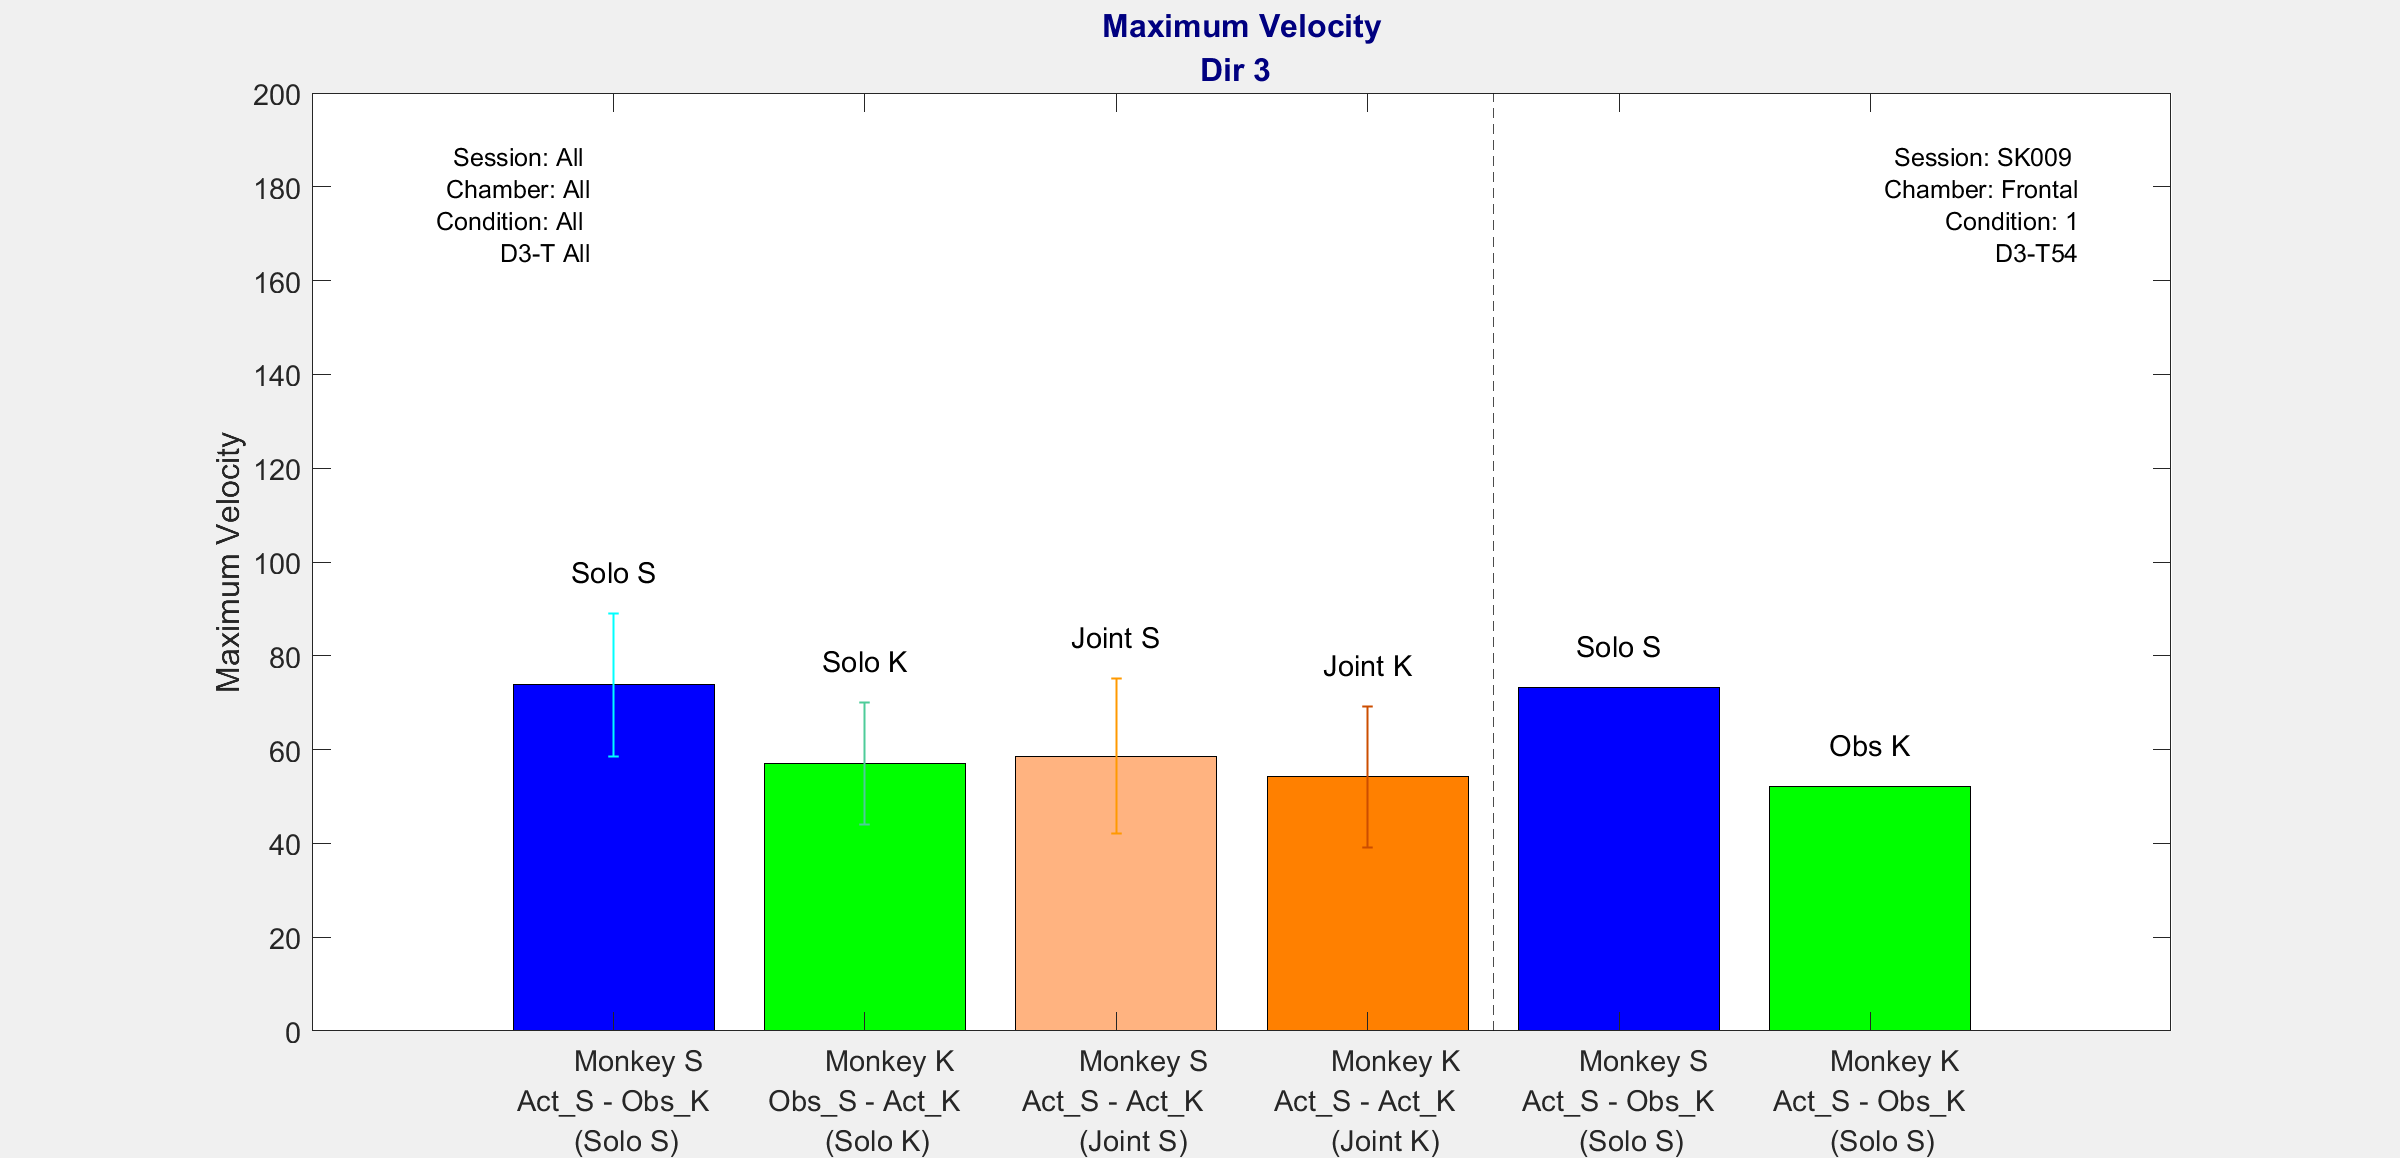 Maximum Velocity
Dir 3
Session: All
Chamber: All
Condition: All
D3-T All
Session: SK009
Chamber: Frontal
Condition: 1
D3-T54
Maximum Velocity
200
180
160
140
120
100
80
60
40
20
0
Solo S
Solo K
Joint S
Joint K
Solo S
Obs K
Monkey S
Act_S - Obs_K
(Solo S)
Monkey K
Obs_S - Act_K
(Solo K)
Monkey S
Act_S - Act_K
(Joint S)
Monkey K
Act_S - Act_K
(Joint K)
Monkey S
Act_S - Obs_K
(Solo S)
Monkey K
Act_S - Obs_K
(Solo S)